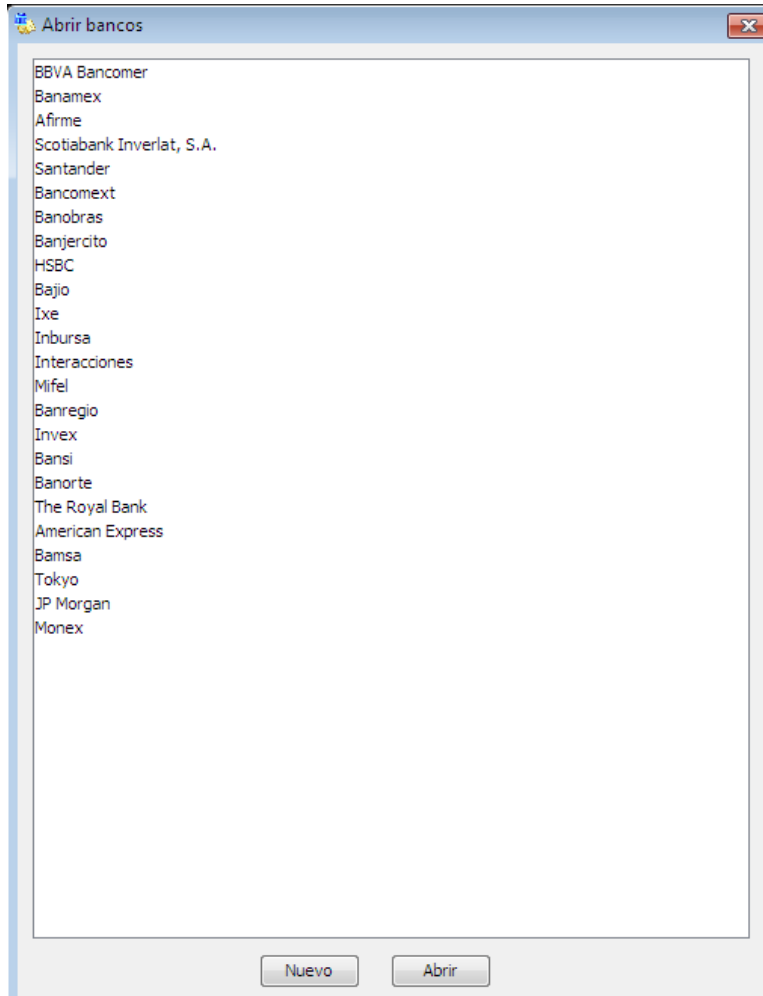 Abrir bancos
BBVA Bancomer
Banamex
Afirme
Scotiabank Inverlat, S.A.
Santander
Bancomext
Banobras
Banjercito
HSBC
Bajio
Ixe
Inbursa
Interacciones
Mifel
Banregio
Invex
Bansi
Banorte
The Royal Bank
American Express
Bamsa
Tokyo
JP Morgan
Monex
Nuevo Abrir